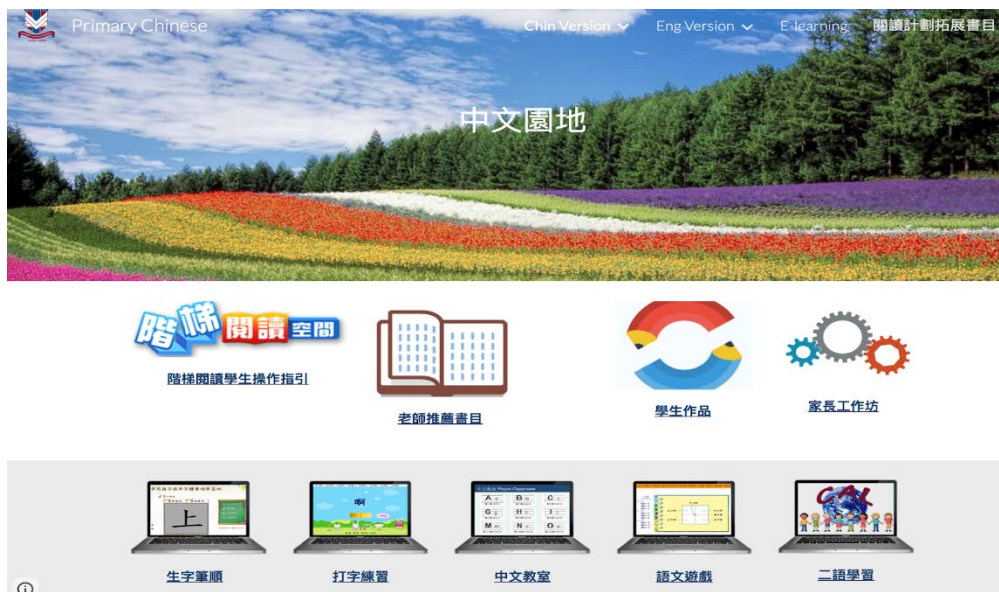 Primary Chinese
Chin Version
Eng Version
E-learning
閱讀計劃拓展書目
中文園地
階梯閱讀空間
階梯閱讀學生操作指引
老師推薦書目
學生作品
家長工作坊
上
啊
A
B
C
G
H
I
M
N
O
CAL
生字筆順
打字練習
中文教室
語文遊戲
二語學習